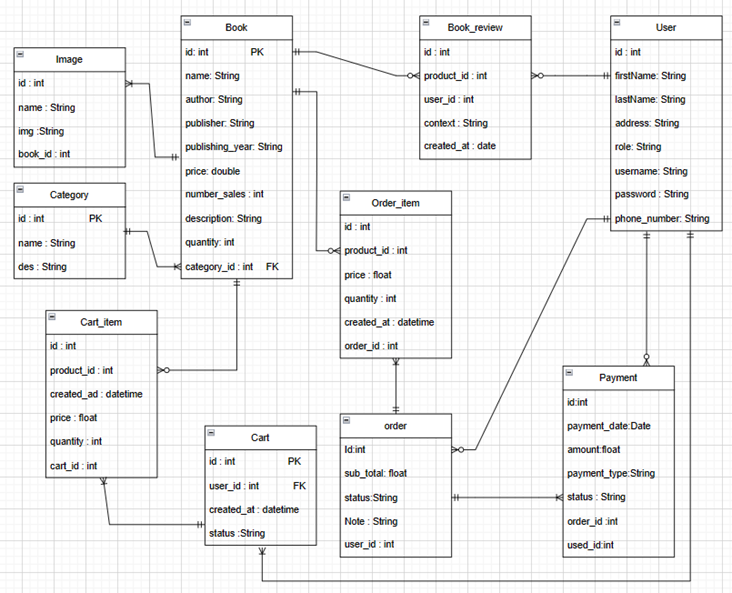 Book
id: int PK
name: String
author: String
publisher: String
publishing_year: String
price: double
number_sales : int
description: String
quantity: int
category_id : int FK
Book_review
id : int
product_id : int
user_id : int
context : String
created_at : date
User
id : int
firstName: String
lastName: String
address: String
role: String
username: String
password : String
phone_number: String
Image
id : int
name : String
img :String
book_id : int
Category
id : int PK
name : String
des : String
Order_item
id : int
product_id : int
price : float
quantity : int
created_at : datetime
order_id : int
Cart_item
id : int
product_id : int
created_ad : datetime
price : float
quantity : int
cart_id : int
Cart
id : int PK
user_id : int FK
created_at : datetime
status :String
order
Id:int
sub_total: float
status:String
Note : String
user_id : int
Payment
id:int
payment_date:Date
amount:float
payment_type:String
status : String
order_id :int
used_id:int